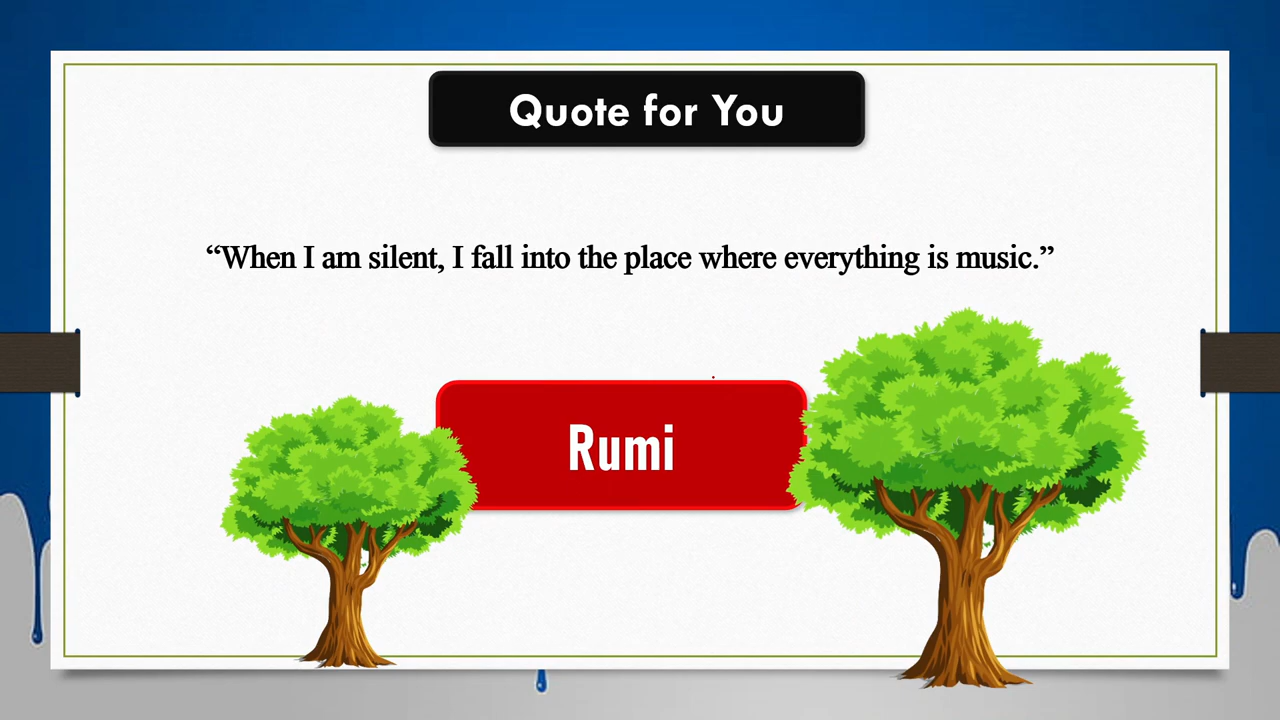 Quote for You
“When I am silent, I fall into the place where everything is music.”
Rumi